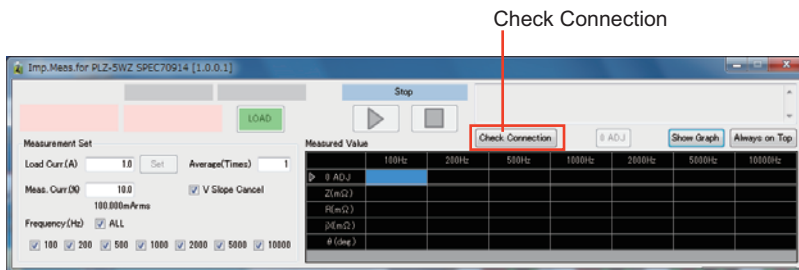 Check Connection
Imp.Meas.for PLZ-5WZ SPEC70914 [1.0.0.1]
Stop
LOAD
Check Connection
0 ADJ
Show Graph
Always on Top
Measurement Set
Load Curr.(A) 1.0 Set Average(Times) 1
Meas. Curr.(%) 10.0 V Slope Cancel
100.000mArms
Frequency(Hz) ALL
100 200 500 1000 2000 5000 10000
Measured Value
100Hz 200Hz 500Hz 1000Hz 2000Hz 5000Hz 10000Hz
0 ADJ
Z(mΩ)
R(mΩ)
jX(mΩ)
θ(deg)